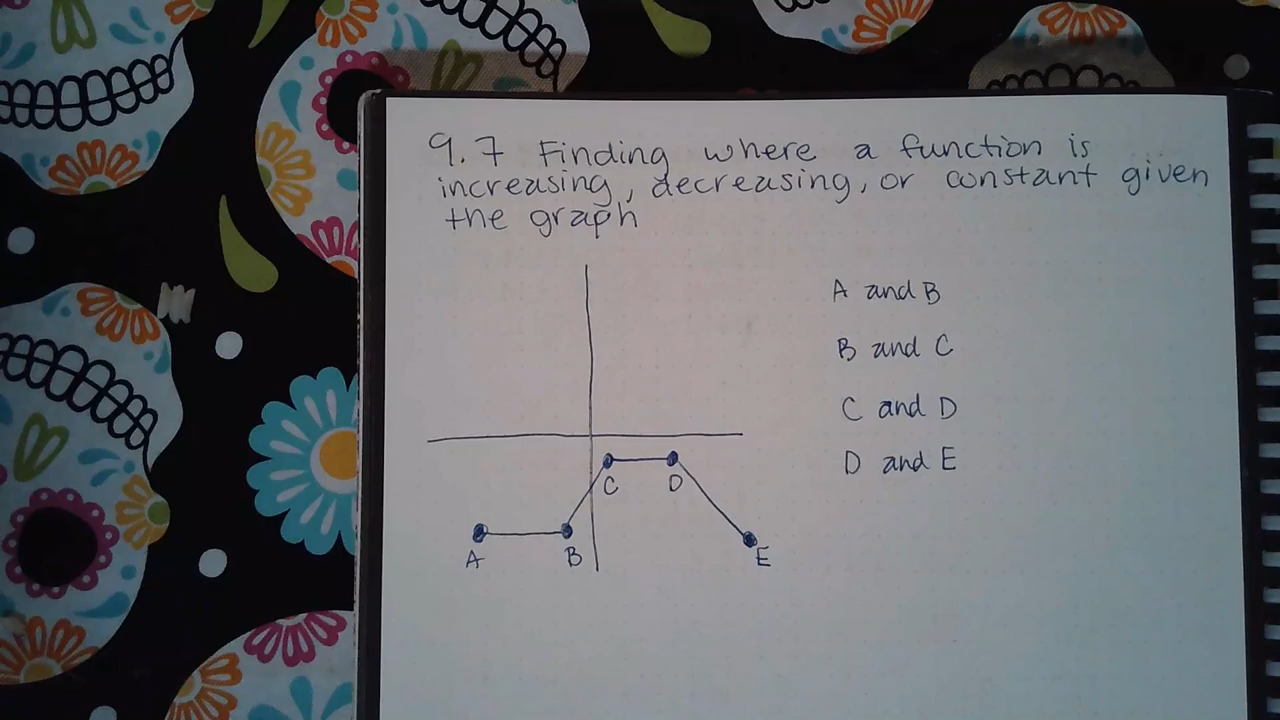 9.7 Finding where a function is
increasing, decreasing, or constant given
the graph
A and B
B and C
C and D
D and E
C
D
A
B
E